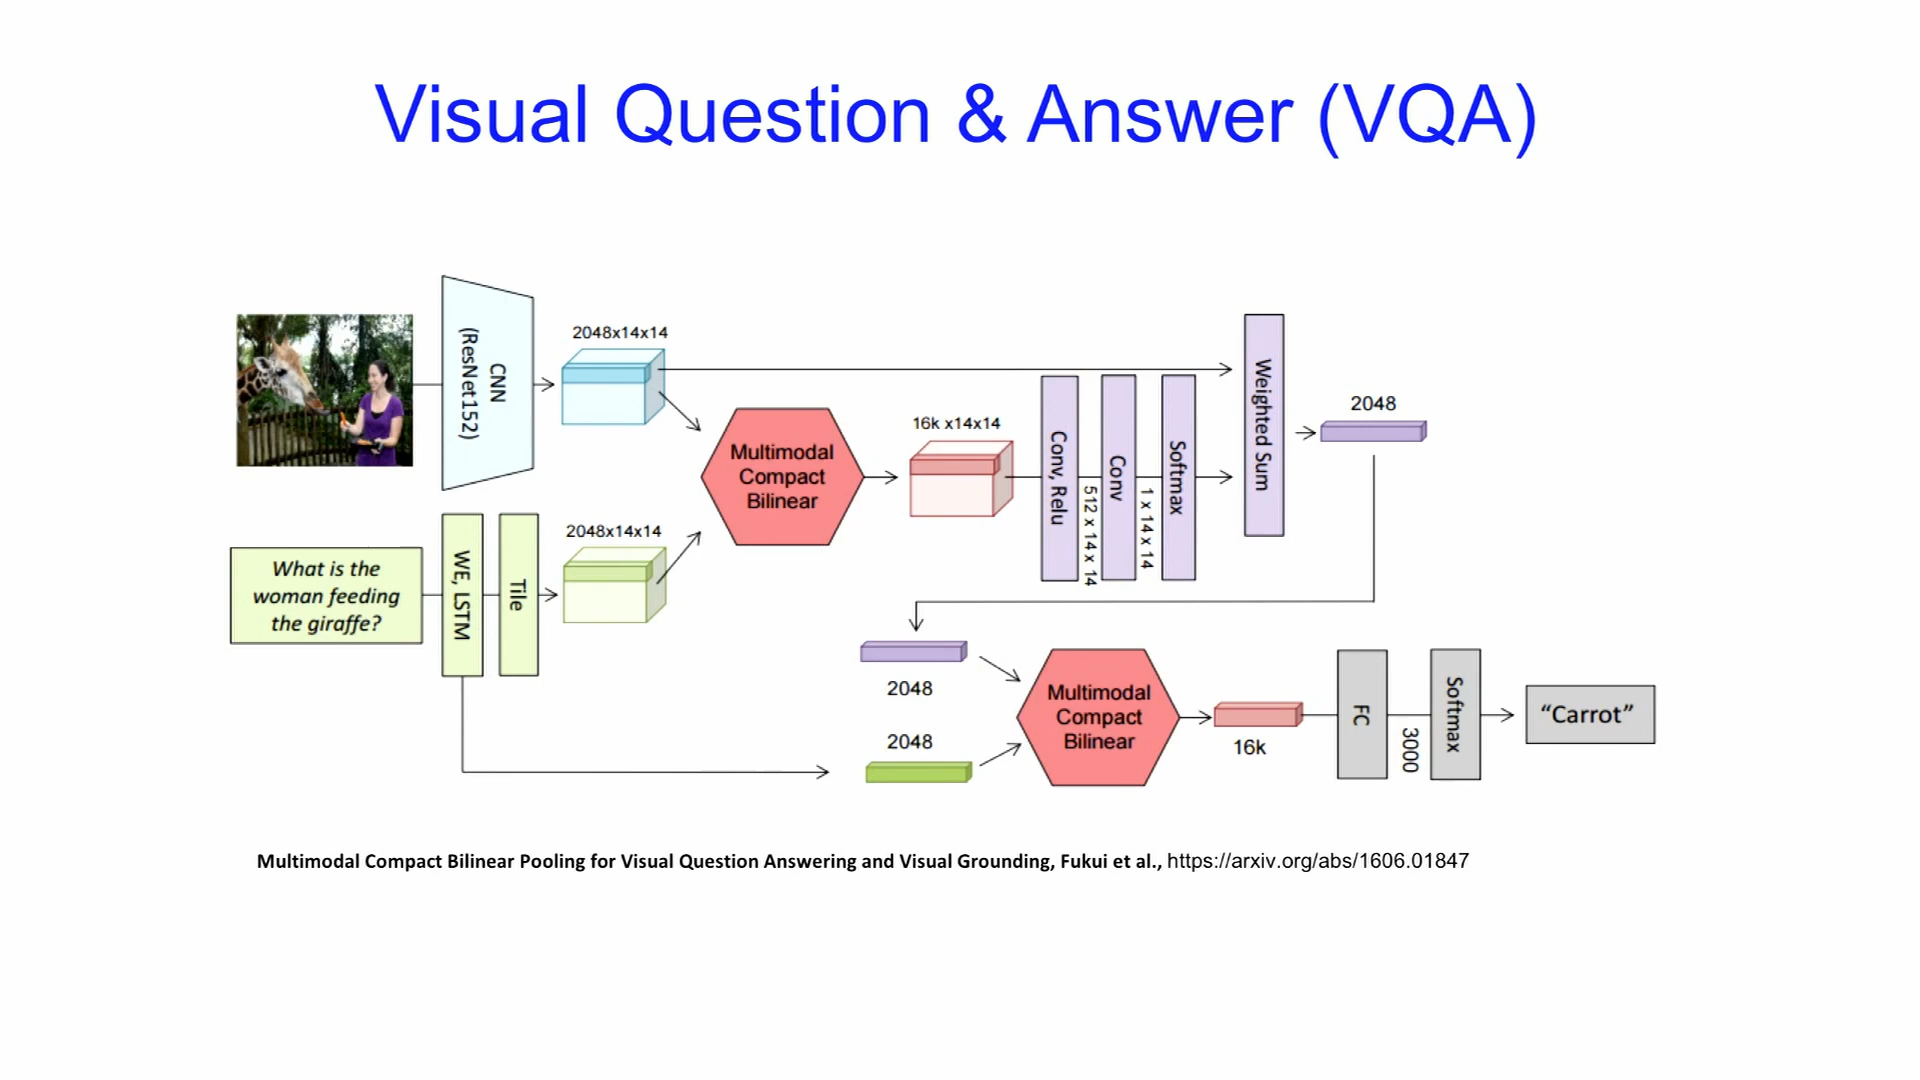 Visual Question & Answer (VQA)
CNN
(ResNet152)
2048x14x14
What is the
woman feeding
the giraffe?
WE, LSTM
Tile
2048x14x14
Multimodal
Compact
Bilinear
16k x14x14
Conv, Relu
512 x 14 x 14
Conv
1 x 14 x 14
Softmax
Weighted Sum
2048
2048
2048
Multimodal
Compact
Bilinear
16k
FC
3000
Softmax
“Carrot”
Multimodal Compact Bilinear Pooling for Visual Question Answering and Visual Grounding, Fukui et al., https://arxiv.org/abs/1606.01847